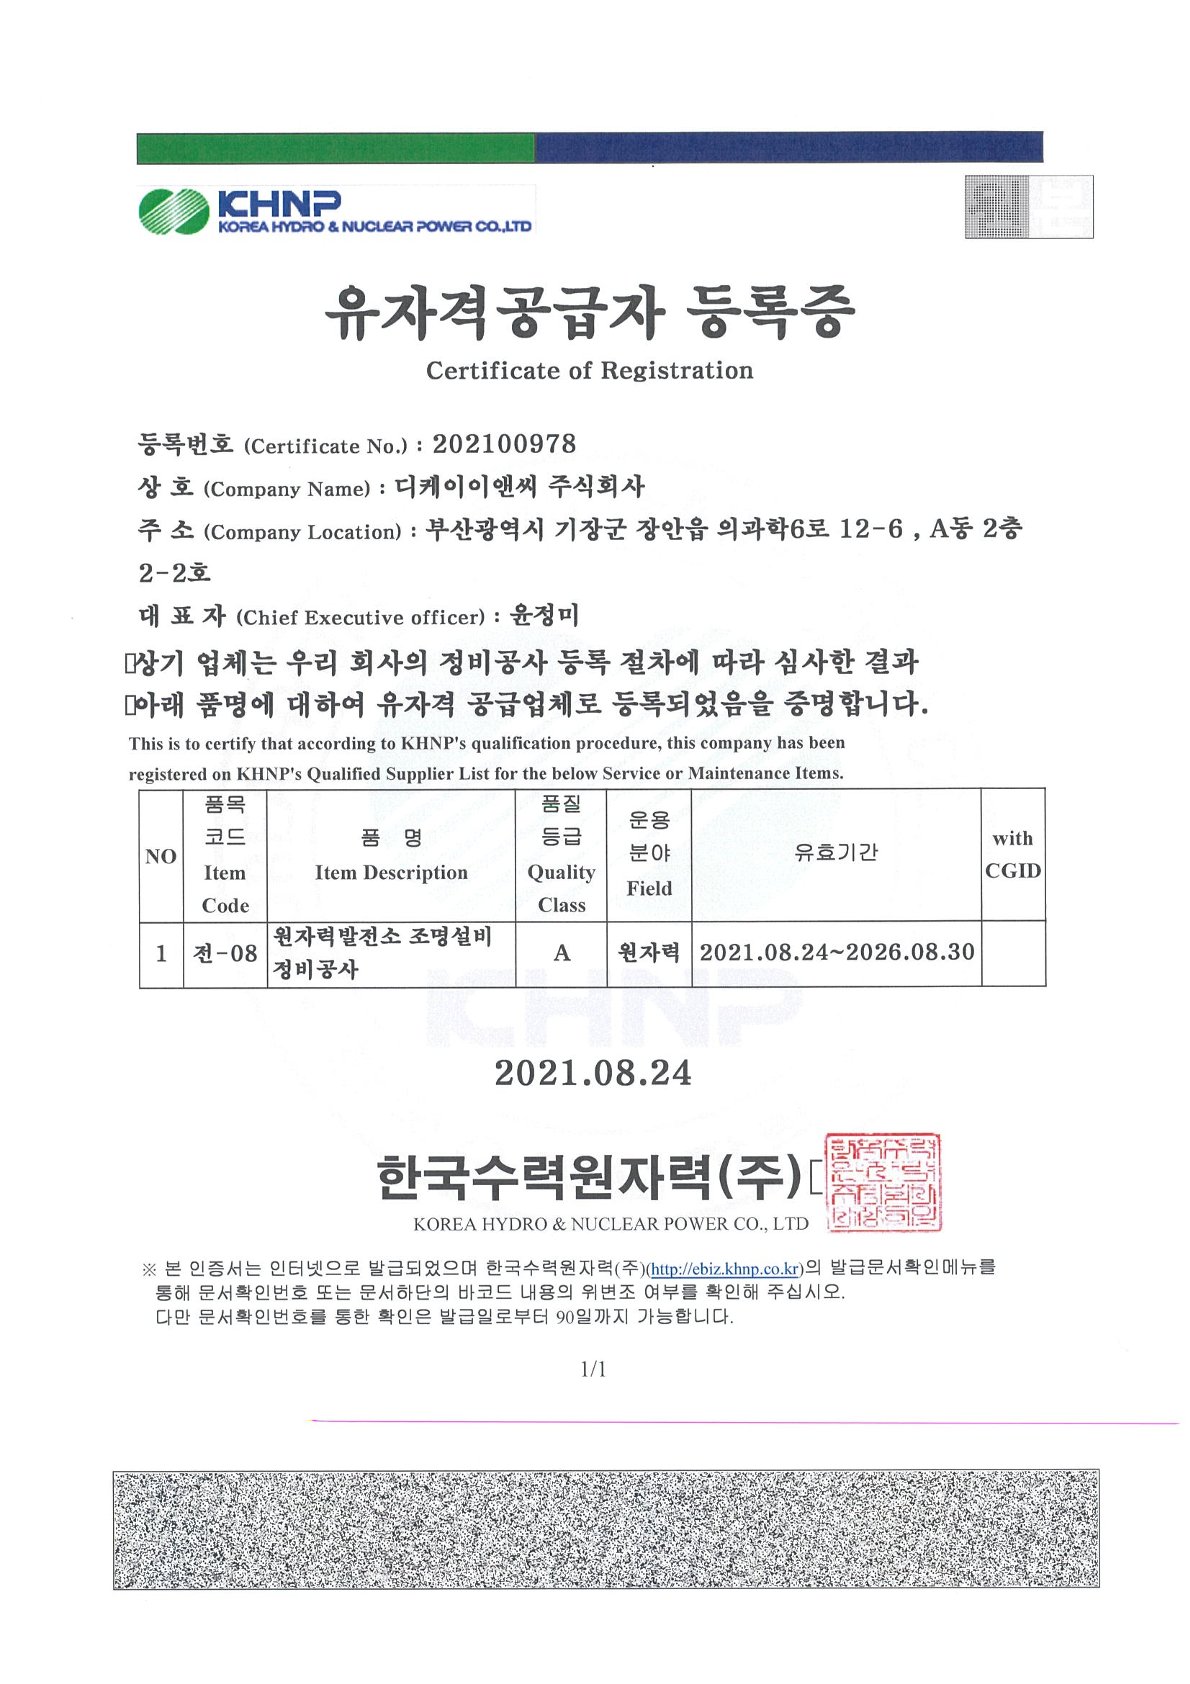 KHNP
KOREA HYDRO & NUCLEAR POWER CO.,LTD
유자격공급자 등록증
Certificate of Registration
등록번호 (Certificate No.) : 202100978
상 호 (Company Name) : 디케이이앤씨 주식회사
주 소 (Company Location) : 부산광역시 기장군 장안읍 의과학6로 12-6 , A동 2층
2-2호
대 표 자 (Chief Executive officer) : 윤정미
상기 업체는 우리 회사의 정비공사 등록 절차에 따라 심사한 결과
아래 품명에 대하여 유자격 공급업체로 등록되었음을 증명합니다.
This is to certify that according to KHNP's qualification procedure, this company has been
registered on KHNP's Qualified Supplier List for the below Service or Maintenance Items.
NO
품목
코드
Item
Code
품 명
Item Description
품질
등급
Quality
Class
운용
분야
Field
유효기간
with
CGID
1
전-08
원자력발전소 조명설비
정비공사
A
원자력
2021.08.24~2026.08.30
KHNP
2021.08.24
한국수력원자력(주)
KOREA HYDRO & NUCLEAR POWER CO., LTD
※ 본 인증서는 인터넷으로 발급되었으며 한국수력원자력(주)(http://ebiz.khnp.co.kr)의 발급문서확인메뉴를
통해 문서확인번호 또는 문서하단의 바코드 내용의 위변조 여부를 확인해 주십시오.
다만 문서확인번호를 통한 확인은 발급일로부터 90일까지 가능합니다.
1/1